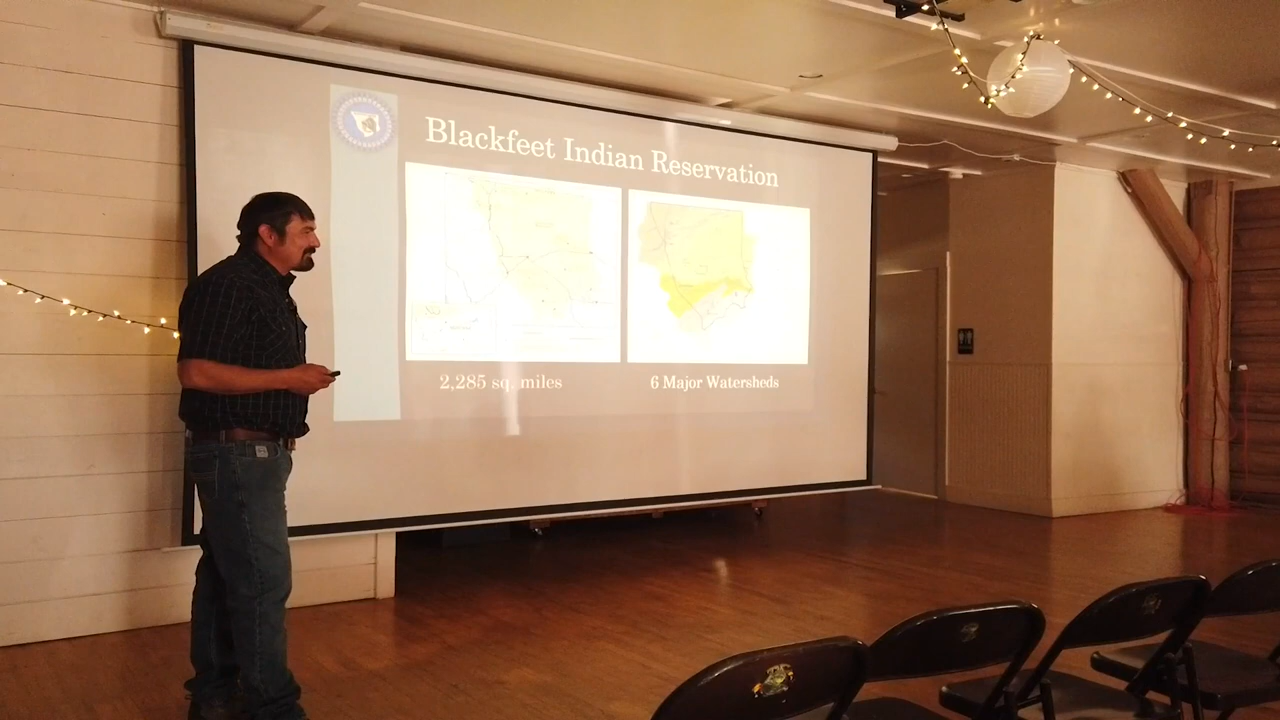 Blackfeet Indian Reservation
2,285 sq. miles
6 Major Watersheds